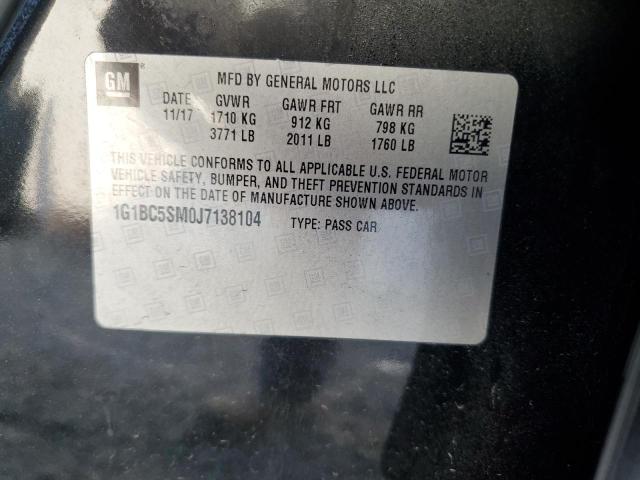 GM
MFD BY GENERAL MOTORS LLC
DATE GVWR GAWR FRT GAWR RR
11/17 1710 KG 912 KG 798 KG
3771 LB 2011 LB 1760 LB
THIS VEHICLE CONFORMS TO ALL APPLICABLE U.S. FEDERAL MOTOR
VEHICLE SAFETY, BUMPER, AND THEFT PREVENTION STANDARDS IN
EFFECT ON THE DATE OF MANUFACTURE SHOWN ABOVE.
1G1BC5SM0J7138104 TYPE: PASS CAR